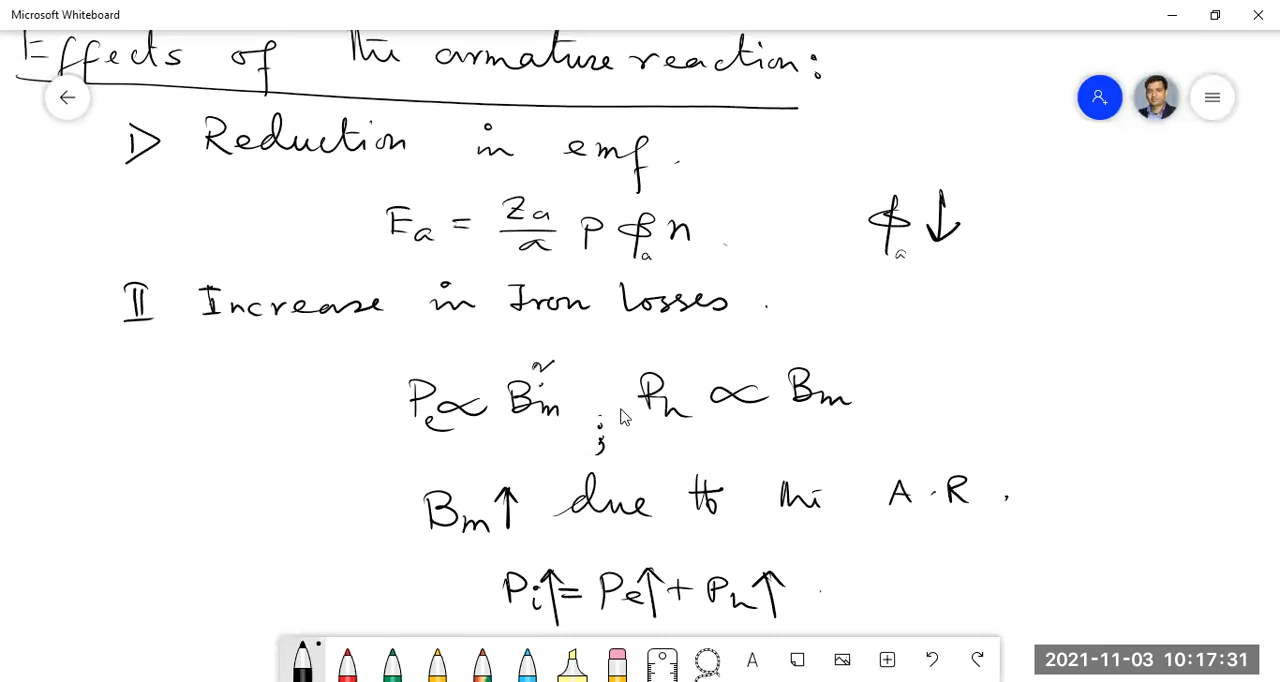 Microsoft Whiteboard
Effects of the armature reaction:
I) Reduction in emf.
Ea = Za/a P ϕa n. ϕa ↓
II Increase in Iron losses.
Pe ∝ Bm² ; Ph ∝ Bm
Bm ↑ due to the A.R.
Pi↑ = Pe↑ + Ph↑.
A
2021-11-03 10:17:31